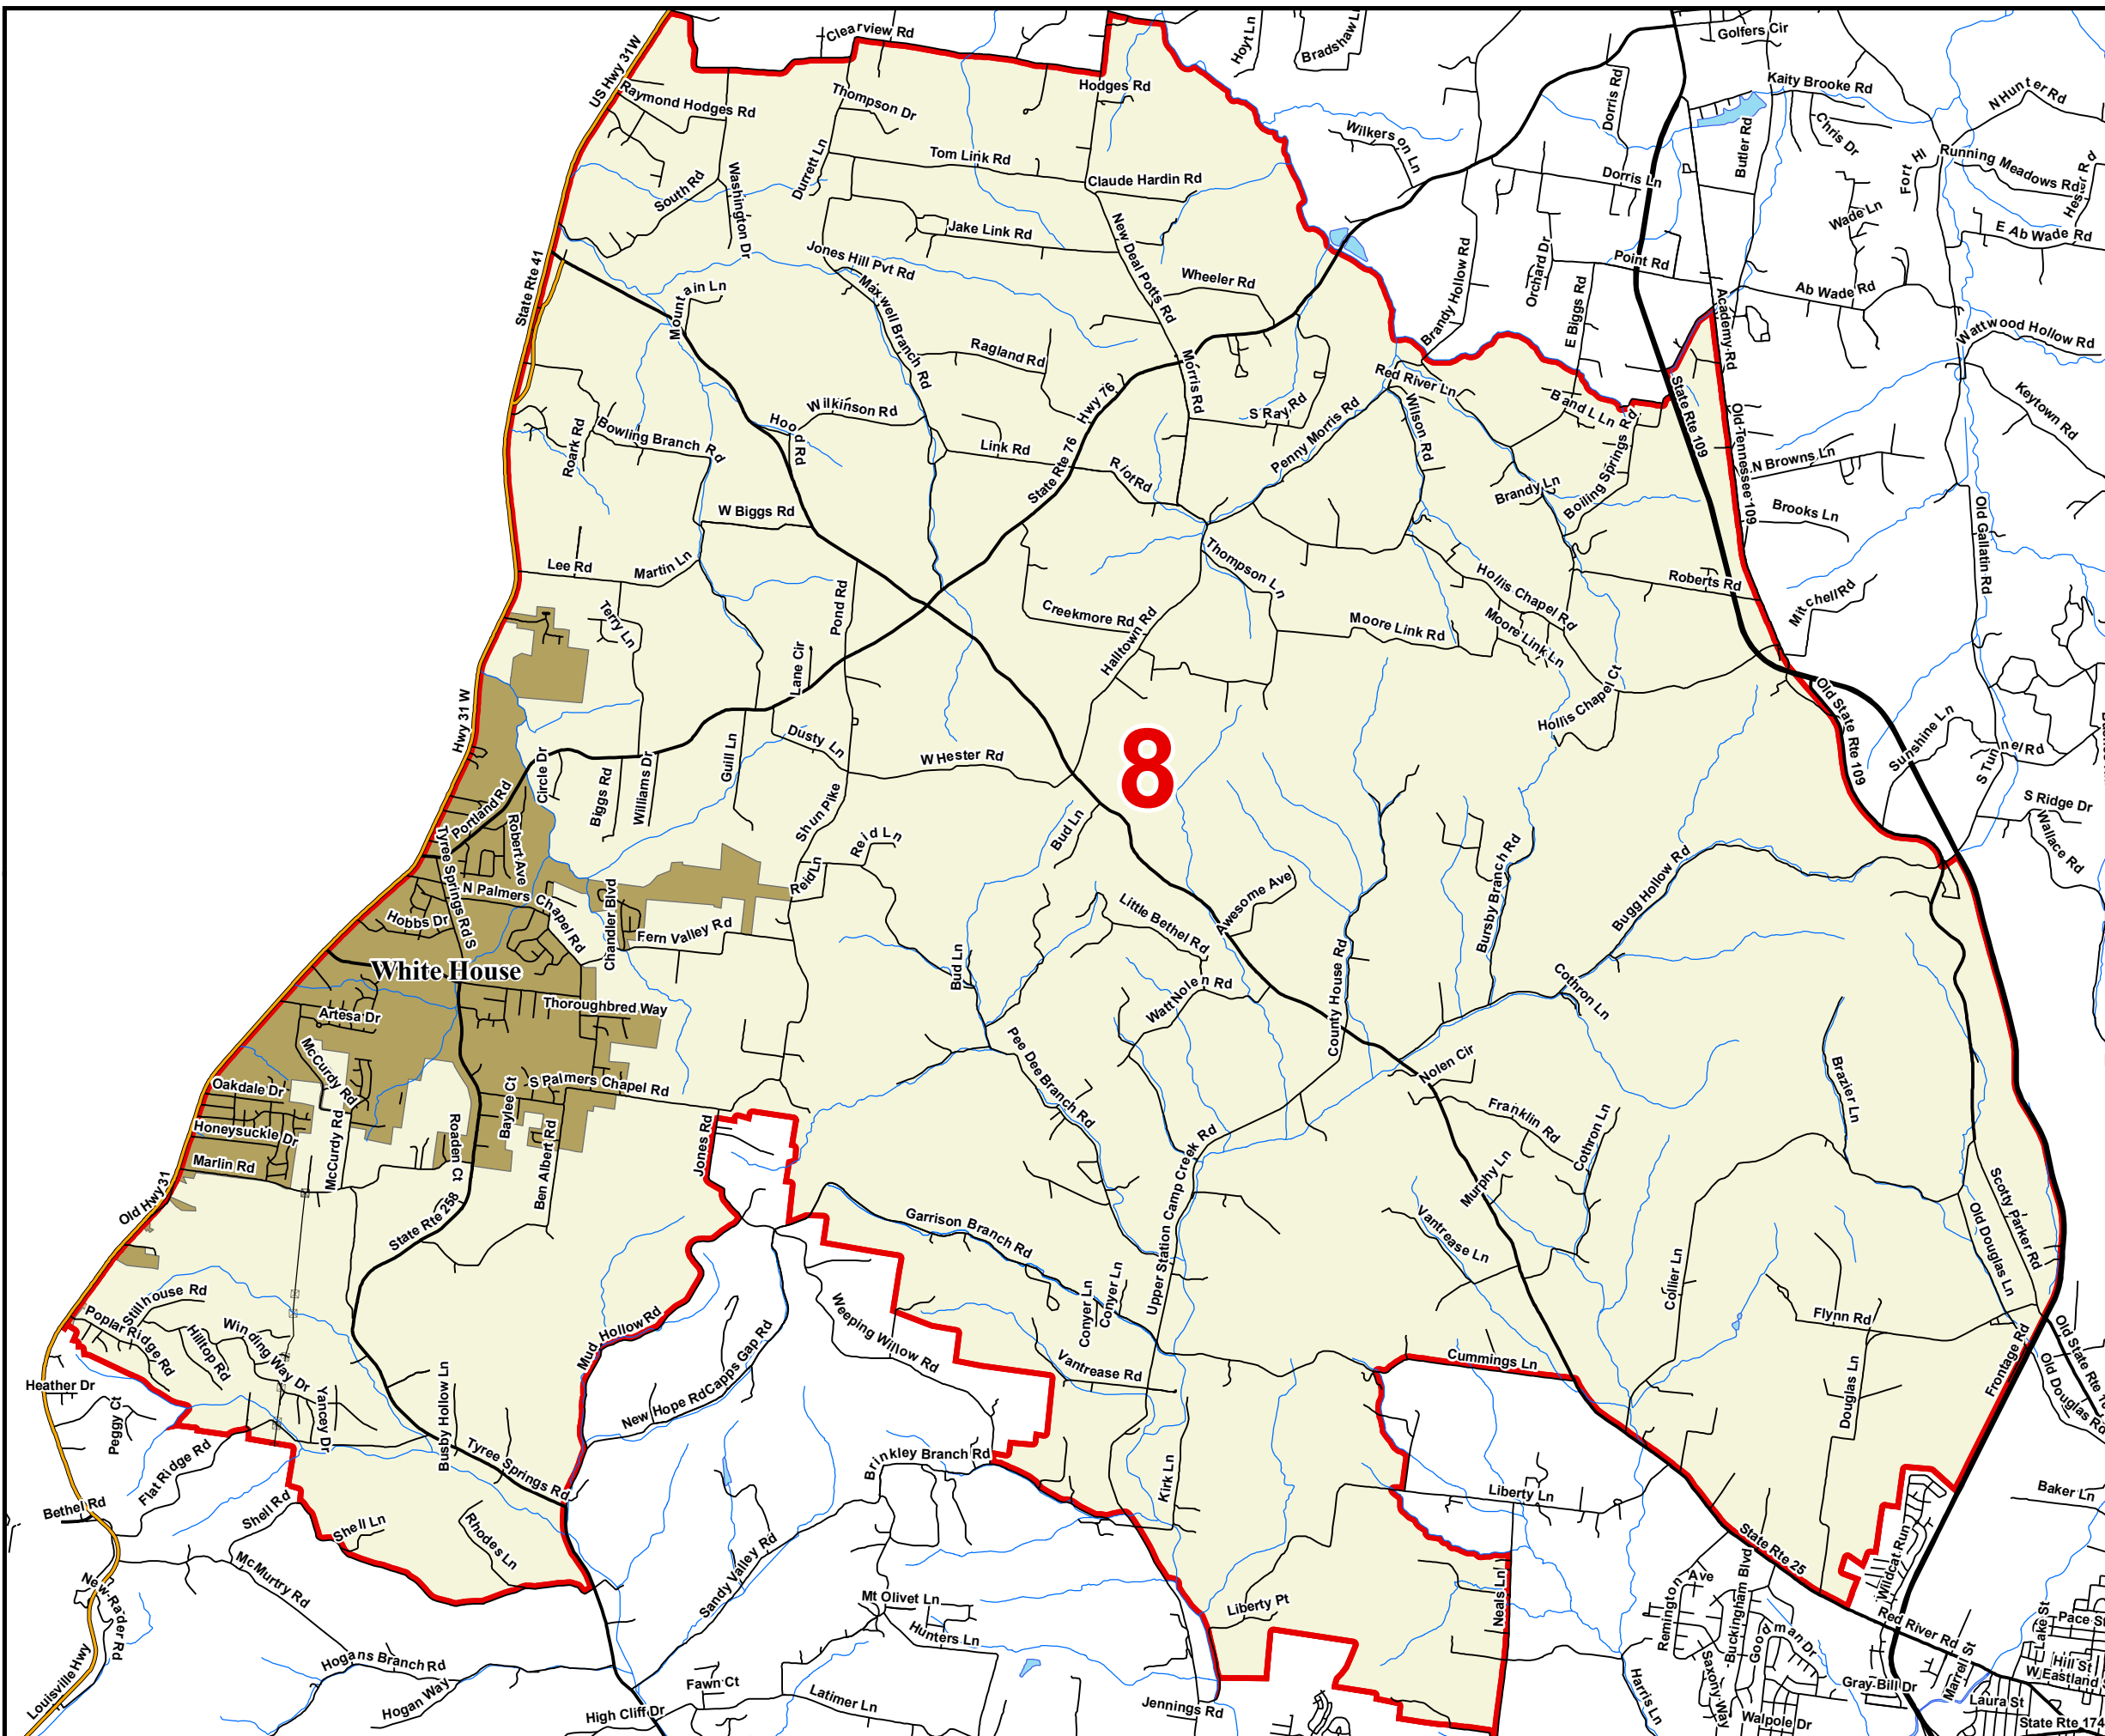 Clearview Rd
Hoyt Ln
Bradshaw Ln
Golfers Cir
US Hwy 31W
Raymond Hodges Rd
Thompson Dr
Hodges Rd
Dorris Rd
Kaity Brooke Rd
N Hunter Rd
Wilkerson Ln
Butler Rd
Chris Dr
Durrett Ln
Tom Link Rd
Claude Hardin Rd
Dorris Ln
Fort Hl
Running Meadows Rd
Hester Rd
South Rd
Washington Dr
Jake Link Rd
New Deal Potts Rd
Wade Ln
E Ab Wade Rd
State Rte 41
Jones Hill Pvt Rd
Wheeler Rd
Brandy Hollow Rd
Orchard Dr
Point Rd
E Biggs Rd
Ab Wade Rd
Mountain Ln
Maxwell Branch Rd
Academy Rd
Wattwood Hollow Rd
Ragland Rd
Morris Rd
Red River Ln
Band L Ln
State Rte 109
Keytown Rd
Roark Rd
Bowling Branch Rd
Hood Rd
Wilkinson Rd
Link Rd
State Rte 76
Hwy 76
S Ray Rd
Penny Morris Rd
Wilson Rd
Boiling Springs Rd
Old Tennessee 109
N Browns Ln
Riot Rd
Brandy Ln
Brooks Ln
Old Gallatin Rd
W Biggs Rd
Lee Rd
Martin Ln
Thompson Ln
Hollis Chapel Rd
Roberts Rd
Mitchel Rd
Terry Ln
Pond Rd
Creekmore Rd
Halltown Rd
Moore Link Rd
Moore Link Ln
Lane Cir
Hollis Chapel Ct
Old State Rte 109
Hwy 31 W
Dusty Ln
W Hester Rd
8
Sunshine Ln
S Tunnel Rd
Circle Dr
Guill Ln
Biggs Rd
Williams Dr
S Ridge Dr
Wallace Rd
Portland Rd
Tyree Springs Rd S
Robert Ave
Shun Pike
Reid Ln
Reid Ln
Bud Ln
Awesome Ave
Bursby Branch Rd
Bugg Hollow Rd
N Palmers Chapel Rd
Hobbs Dr
Chandler Blvd
Fern Valley Rd
Little Bethel Rd
White House
Bud Ln
Watt Nolen Rd
County House Rd
Cothron Ln
Thoroughbred Way
Artesa Dr
McCurdy Rd
Pee Dee Branch Rd
Nolen Cir
Brazier Ln
Oakdale Dr
S Palmers Chapel Rd
Baylee Ct
Franklin Rd
Cothron Ln
Honeysuckle Dr
McCurdy Rd
Roaden Ct
Ben Albert Rd
Jones Rd
Marlin Rd
Old Hwy 31
State Rte 258
Garrison Branch Rd
Upper Station Camp Creek Rd
Murphy Ln
Vantrease Ln
Scotty Parker Rd
Old Douglas Ln
Collier Ln
Stillhouse Rd
Poplar Ridge Rd
Hilltop Rd
Winding Way Dr
Mud Hollow Rd
Weeping Willow Rd
Conyer Ln
Conyer Ln
Flynn Rd
Frontage Rd
Old Douglas Rd
Heather Dr
Peggy Ct
Yancey Dr
Busby Hollow Ln
New Hope Rd
Capps Gap Rd
Vantrease Rd
Cummings Ln
Douglas Ln
Flat Ridge Rd
Tyree Springs Rd
Brinkley Branch Rd
Kirk Ln
Liberty Ln
Baker Ln
Bethel Rd
Shell Rd
Shell Ln
Rhodes Ln
McMurtry Rd
Sandy Valley Rd
State Rte 25
Wildcat Run
New Rader Rd
Mt Olivet Ln
Hunters Ln
Liberty Pt
Neals Ln
Remington Ave
Buckingham Blvd
Goodman Dr
Red River Rd
Lake St
Pace St
Hill St
W Eastland
Hogans Branch Rd
Hogan Way
Louisville Hwy
Fawn Ct
High Cliff Dr
Latimer Ln
Jennings Rd
Harris Ln
Saxony Way
Walpole Dr
Gray Bill Dr
Marrell St
Laura St
State Rte 174